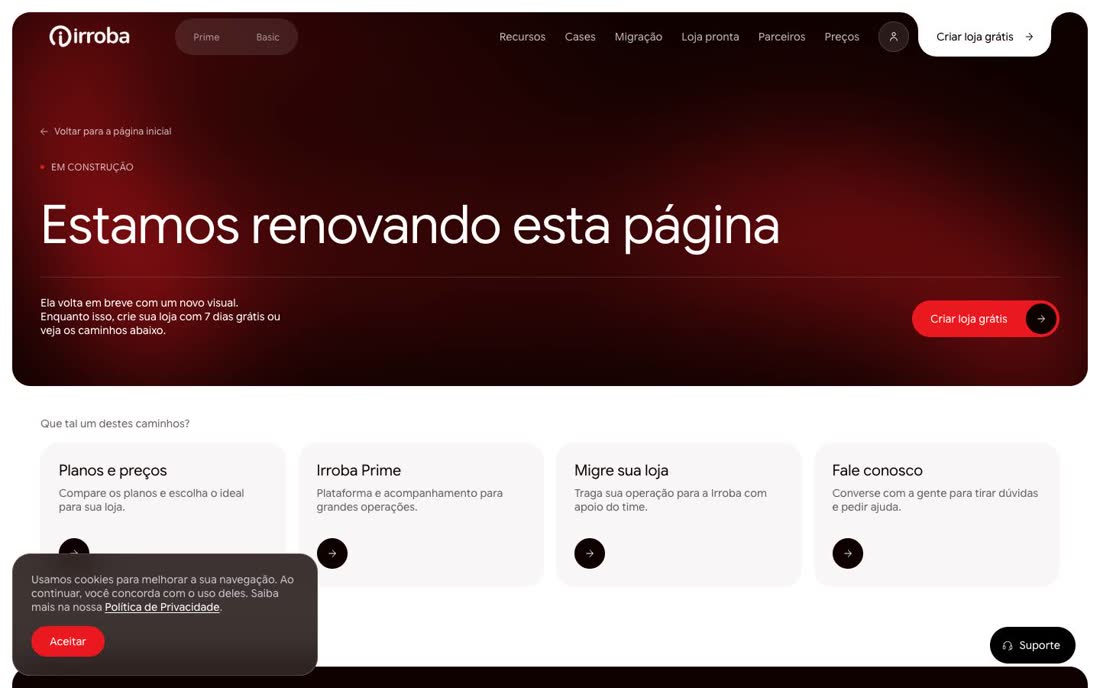 irroba
Prime
Basic
Recursos
Cases
Migração
Loja pronta
Parceiros
Preços
Criar loja grátis
Voltar para a página inicial
EM CONSTRUÇÃO
Estamos renovando esta página
Ela volta em breve com um novo visual.
Enquanto isso, crie sua loja com 7 dias grátis ou
veja os caminhos abaixo.
Criar loja grátis
Que tal um destes caminhos?
Planos e preços
Compare os planos e escolha o ideal
para sua loja.
Irroba Prime
Plataforma e acompanhamento para
grandes operações.
Migre sua loja
Traga sua operação para a Irroba com
apoio do time.
Fale conosco
Converse com a gente para tirar dúvidas
e pedir ajuda.
Usamos cookies para melhorar a sua navegação. Ao
continuar, você concorda com o uso deles. Saiba
mais na nossa Política de Privacidade.
Aceitar
Suporte